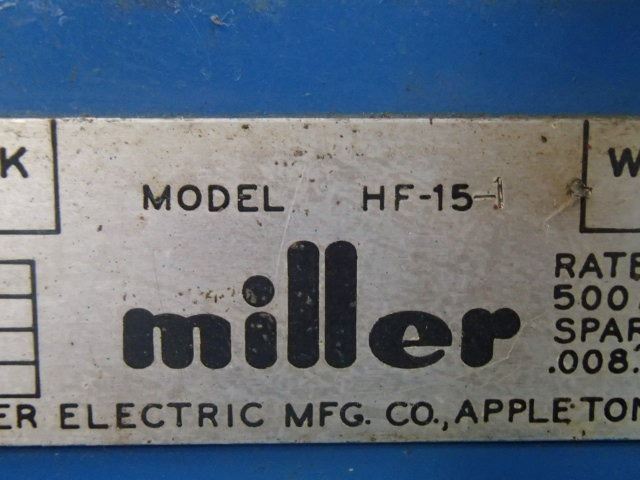 K
W
MODEL HF-15-1
miller
RATE
500
SPAR
.008.
ER ELECTRIC MFG. CO., APPLETON